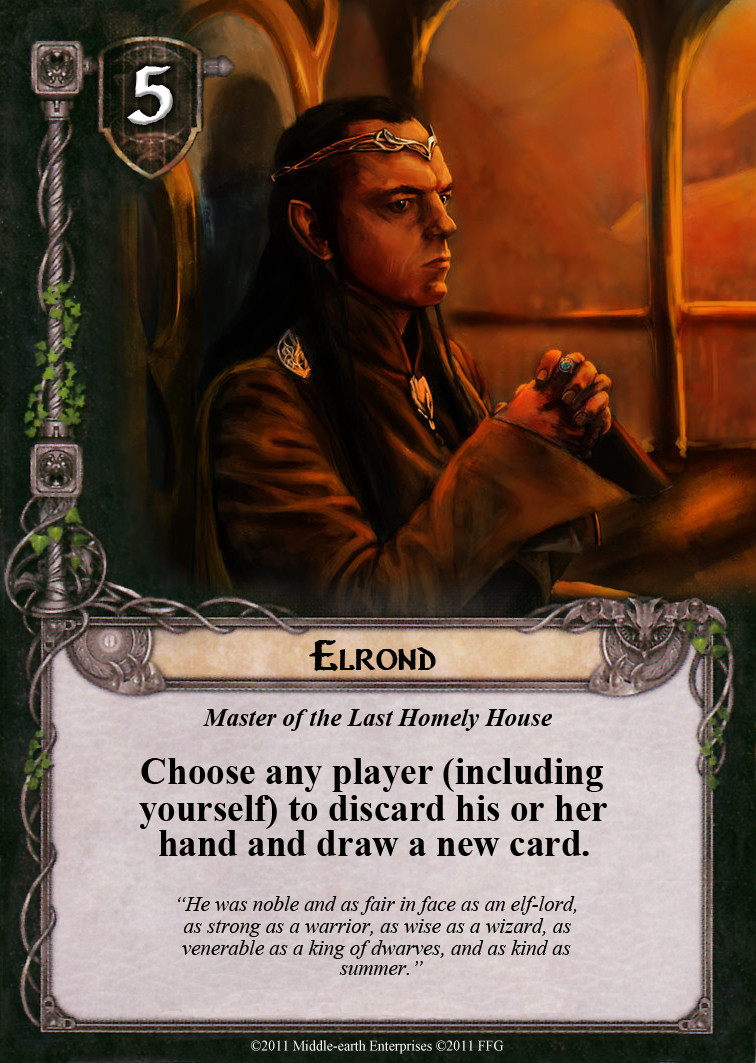 5
Elrond
Master of the Last Homely House
Choose any player (including
yourself) to discard his or her
hand and draw a new card.
“He was noble and as fair in face as an elf-lord,
as strong as a warrior, as wise as a wizard, as
venerable as a king of dwarves, and as kind as
summer.”
©2011 Middle-earth Enterprises ©2011 FFG